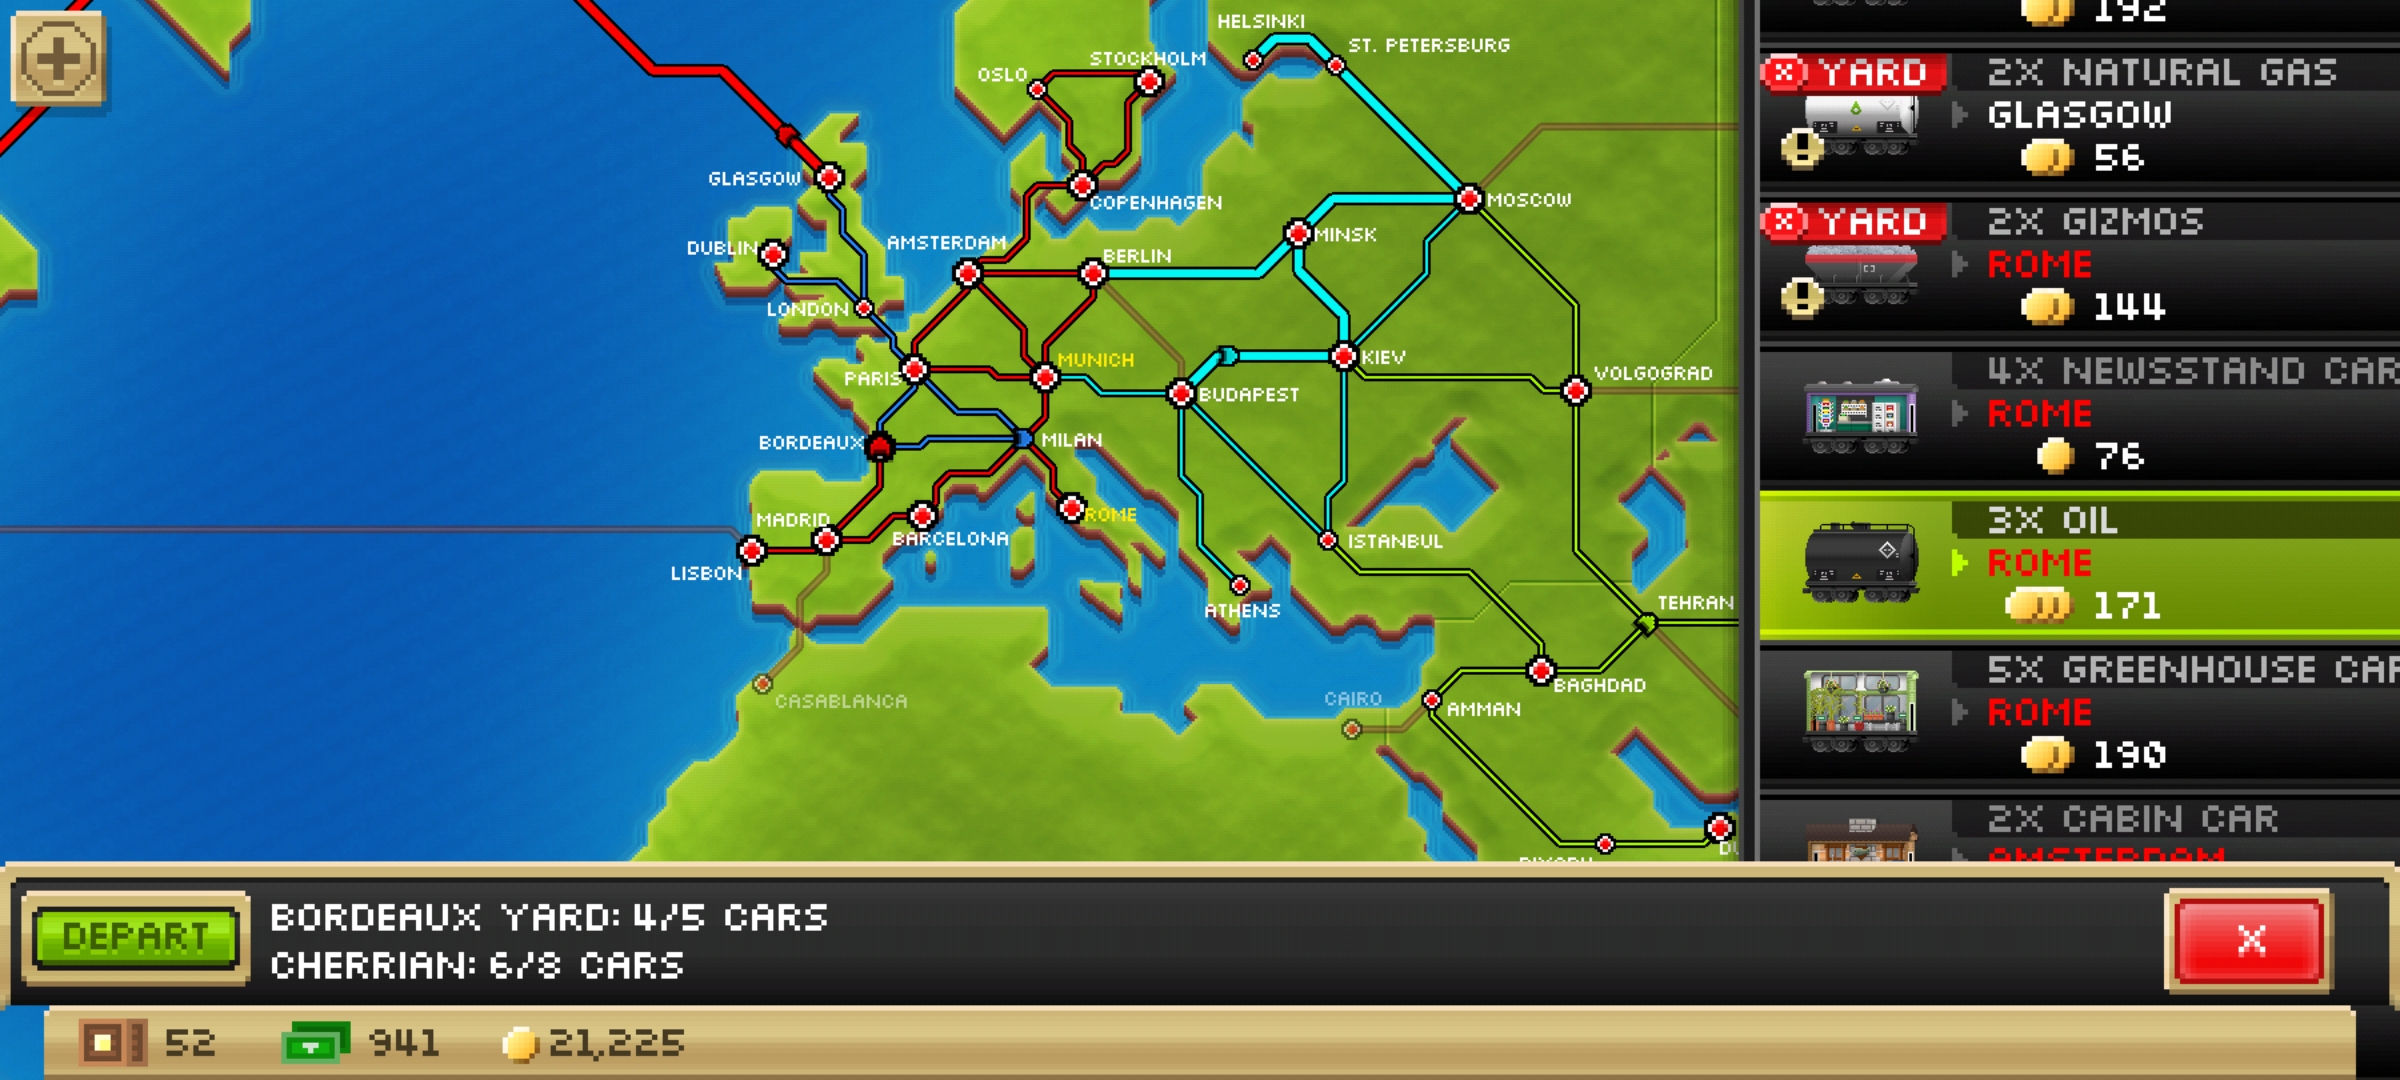 HELSINKI
ST. PETERSBURG
STOCKHOLM
OSLO
GLASGOW
COPENHAGEN
MOSCOW
MINSK
DUBLIN
AMSTERDAM
BERLIN
LONDON
MUNICH
KIEV
PARIS
VOLGOGRAD
BUDAPEST
BORDEAUX
MILAN
MADRID
ROME
BARCELONA
ISTANBUL
LISBON
ATHENS
TEHRAN
CASABLANCA
CAIRO
BAGHDAD
AMMAN
192
YARD
2X NATURAL GAS
GLASGOW
56
YARD
2X GIZMOS
ROME
144
4X NEWSSTAND CAR
ROME
76
3X OIL
ROME
171
5X GREENHOUSE CAR
ROME
190
2X CABIN CAR
AMSTERDAM
DEPART
BORDEAUX YARD: 4/5 CARS
CHERRIAN: 6/8 CARS
X
52
941
21,225